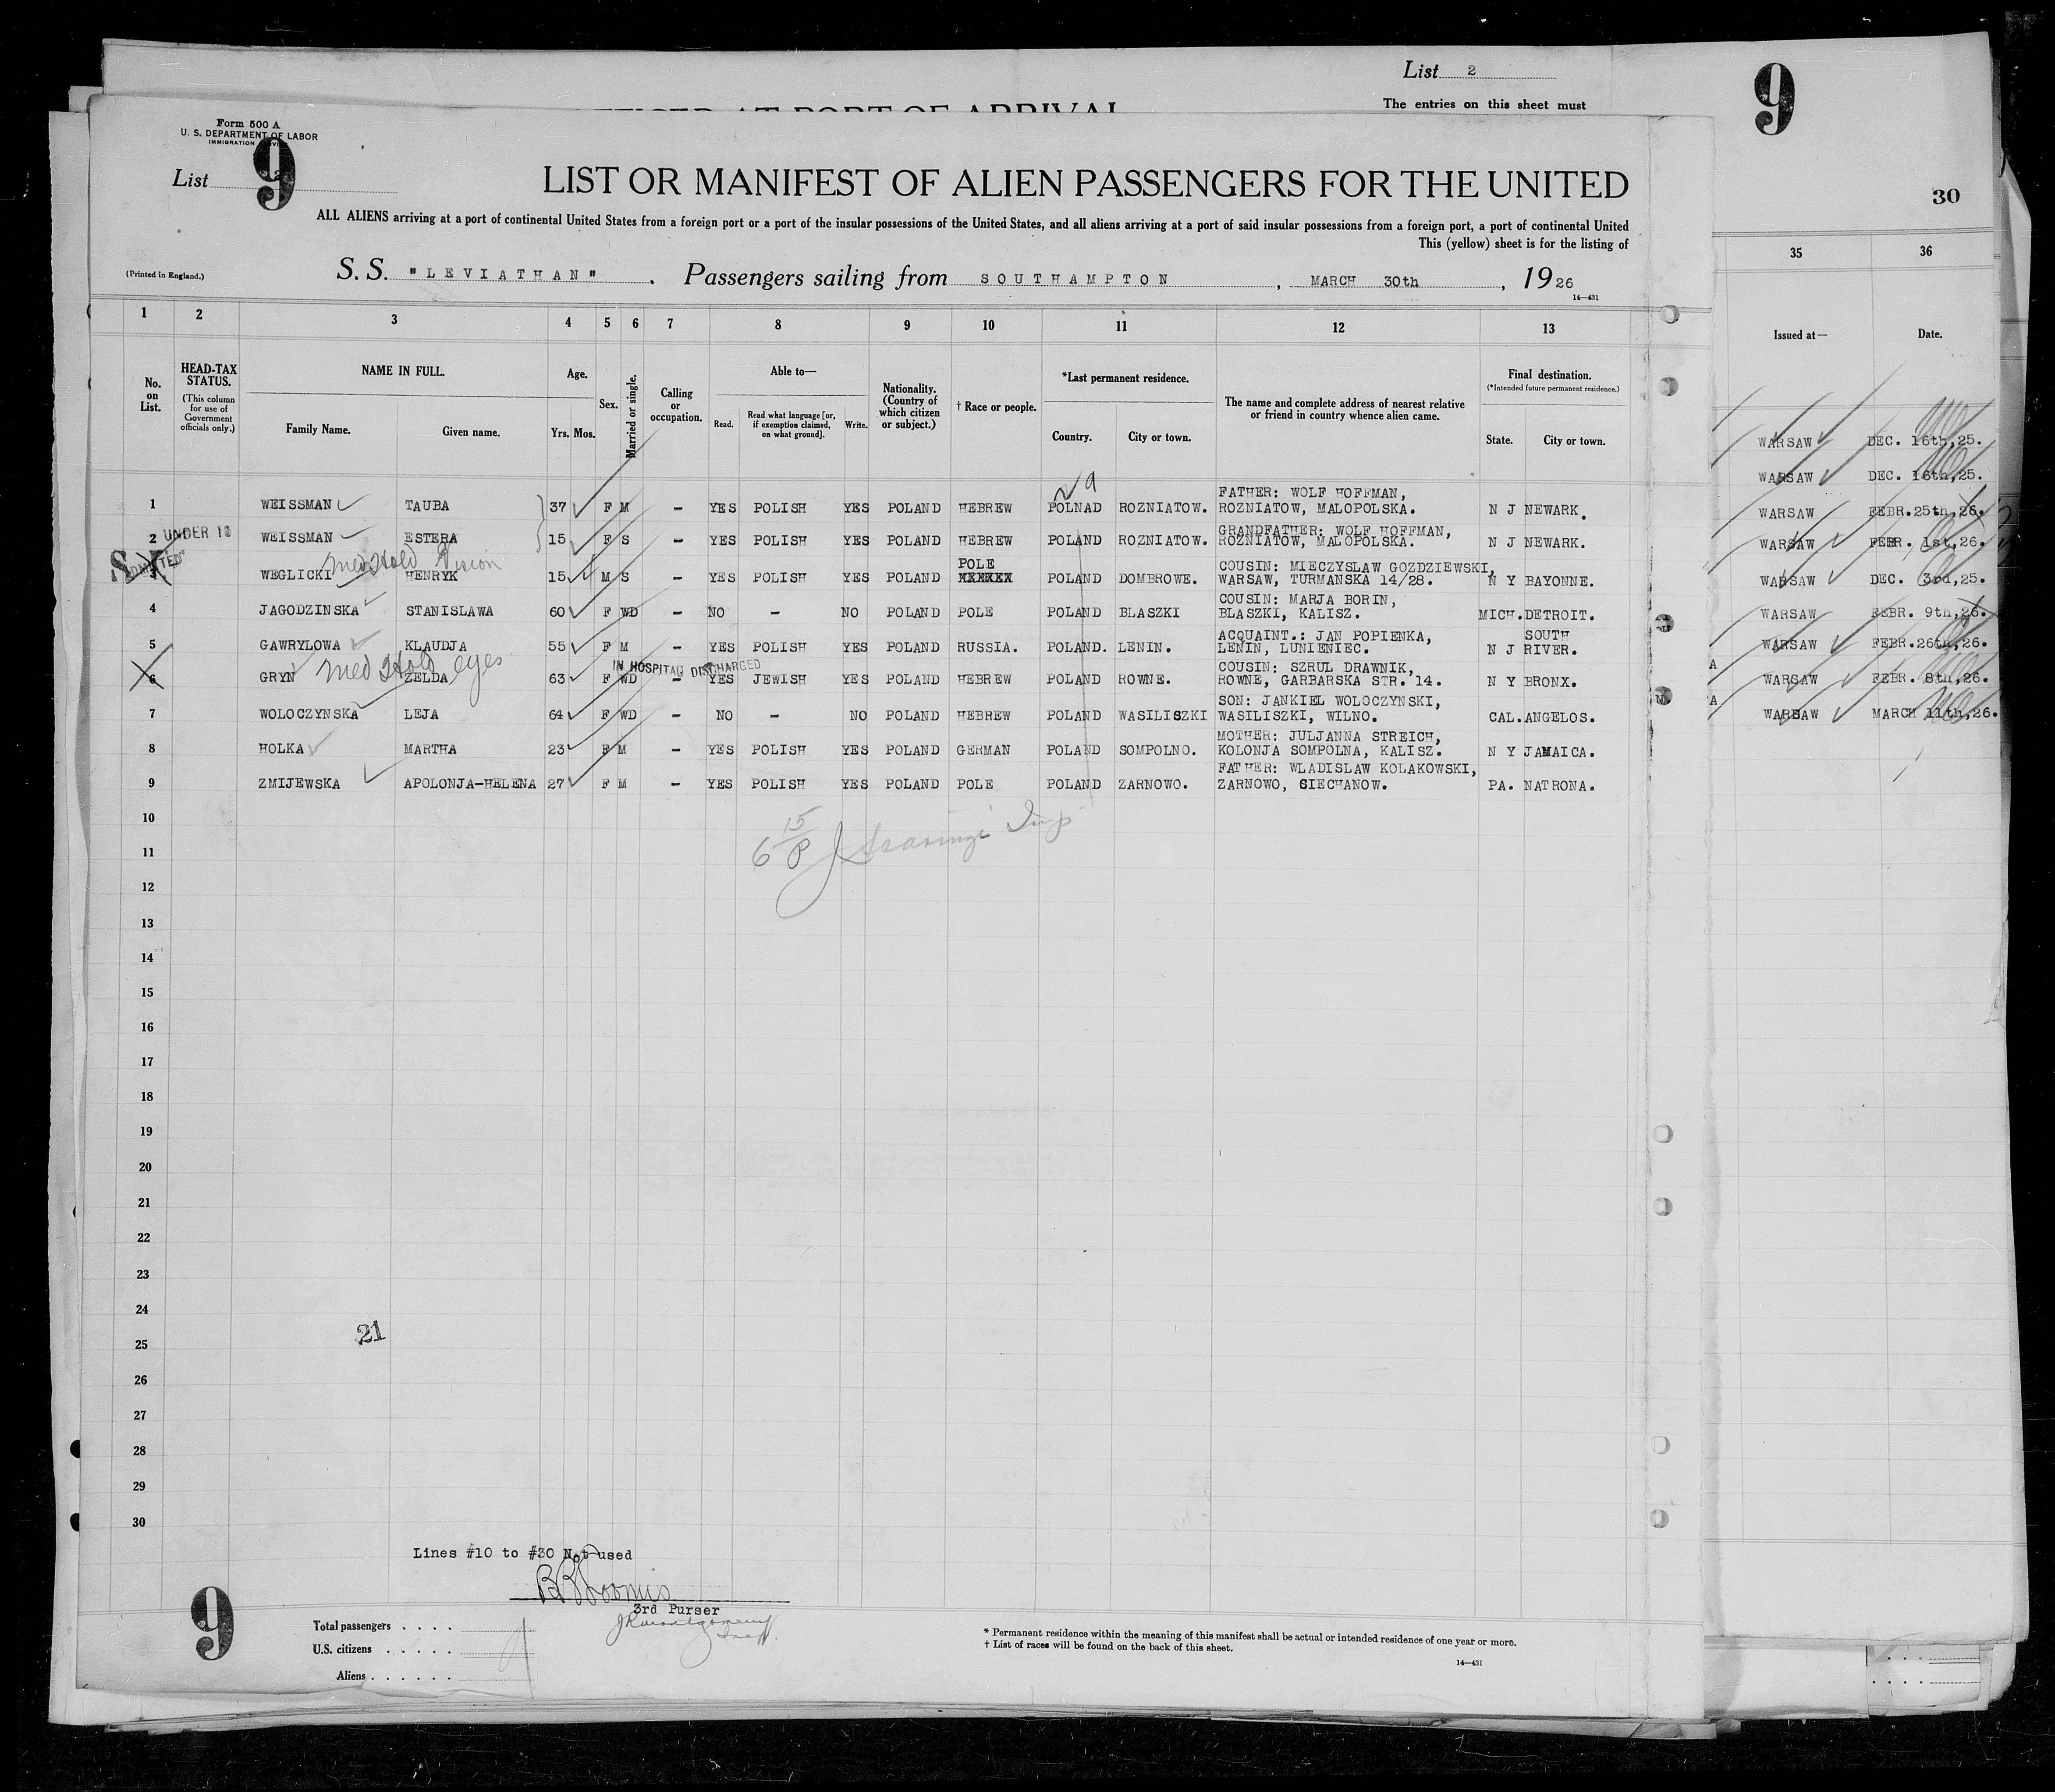 List 2
The entries on this sheet must
9
Form 500 A
U. S. DEPARTMENT OF LABOR
IMMIGRATION
List
9
30
LIST OR MANIFEST OF ALIEN PASSENGERS FOR THE UNITED
ALL ALIENS arriving at a port of continental United States from a foreign port or a port of the insular possessions of the United States, and all aliens arriving at a port of said insular possessions from a foreign port, a port of continental United
This (yellow) sheet is for the listing of
(Printed in England.)
S. S. "LEVIATHAN". Passengers sailing from SOUTHAMPTON, MARCH 30th, 1926
14—431
1 2 3 4 5 6 7 8 9 10 11 12 13
35 36
No. on List.
HEAD-TAX STATUS.
(This column for use of Government officials only.)
NAME IN FULL.
Family Name. Given name.
Age.
Yrs. Mos.
Sex.
Married or single.
Calling or occupation.
Able to—
Read. Read what language [or, if exemption claimed, on what ground]. Write.
Nationality. (Country of which citizen or subject.)
† Race or people.
*Last permanent residence.
Country. City or town.
The name and complete address of nearest relative or friend in country whence alien came.
Final destination.
(*Intended future permanent residence.)
State. City or town.
Issued at— Date.
1 WEISSMAN TAUBA 37 F M - YES POLISH YES POLAND HEBREW POLNAD ROZNIATOW. FATHER: WOLF HOFFMAN, ROZNIATOW, MALOPOLSKA. N J NEWARK.
UNDER 16
2 WEISSMAN ESTERA 15 F S - YES POLISH YES POLAND HEBREW POLAND ROZNIATOW. GRANDFATHER: WOLF HOFFMAN, ROZNIATOW, MALOPOLSKA. N J NEWARK.
ADMITTED
Med Hold Vision
3 WEGLICKI HENRYK 15 M S - YES POLISH YES POLAND POLE XXXXXX POLAND DOMBROWE. COUSIN: MIECZYSLAW GOZDZIEWSKI, WARSAW, TURMANSKA 14/28. N Y BAYONNE.
4 JAGODZINSKA STANISLAWA 60 F WD - NO - NO POLAND POLE POLAND BLASZKI COUSIN: MARJA BORIN, BLASZKI, KALISZ. MICH. DETROIT.
5 GAWRYLOWA KLAUDJA 55 F M - YES POLISH YES POLAND RUSSIA. POLAND. LENIN. ACQUAINT.: JAN POPIENKA, LENIN, LUNIENIEC. N J SOUTH RIVER.
Med Hold eyes
IN HOSPITAL DISCHARGED
6 GRYN ZELDA 63 F WD - YES JEWISH YES POLAND HEBREW POLAND ROWNE. COUSIN: SZRUL DRAWNIK, ROWNE, GARBARSKA STR. 14. N Y BRONX.
7 WOLOCZYNSKA LEJA 64 F WD - NO - NO POLAND HEBREW POLAND WASILISZKI SON: JANKIEL WOLOCZYNSKI, WASILISZKI, WILNO. CAL. ANGELOS.
8 HOLKA MARTHA 23 F M - YES POLISH YES POLAND GERMAN POLAND SOMPOLNO. MOTHER: JULJANNA STREICH, KOLONJA SOMPOLNA, KALISZ. N Y JAMAICA.
9 ZMIJEWSKA APOLONJA-HELENA 27 F M - YES POLISH YES POLAND POLE POLAND ZARNOWO. FATHER: WLADISLAW KOLAKOWSKI, ZARNOWO, SIECHANOW. PA. NATRONA.
WARSAW DEC. 16th,25.
WARSAW DEC. 16th,25.
WARSAW FEBR.25th,26.
WARSAW FEBR. 1st,26.
WARSAW DEC. 3rd,25.
WARSAW FEBR. 9th,26.
WARSAW FEBR.26th,26.
A WARSAW FEBR. 8th,26.
A WARSAW MARCH 11th,26.
10
11
12
13
14
15
16
17
18
19
20
21
22
23
24
21
25
26
27
28
29
30
Lines #10 to #30 Not used
3rd Purser
9
Total passengers . . . .
U.S. citizens . . . . .
Aliens . . . . . .
* Permanent residence within the meaning of this manifest shall be actual or intended residence of one year or more.
† List of races will be found on the back of this sheet.
14—431